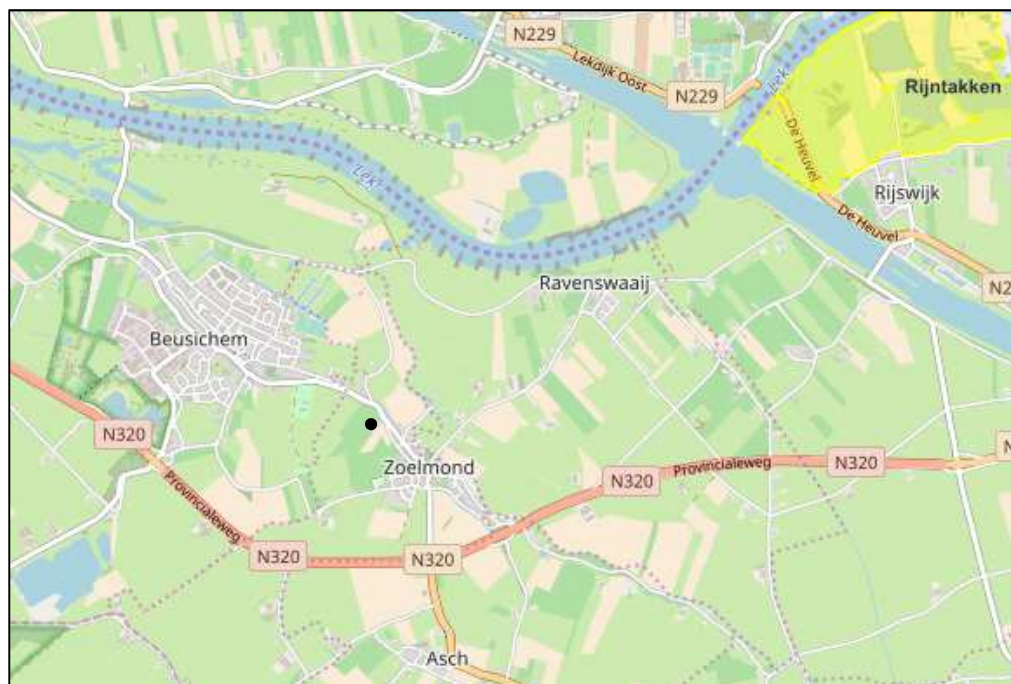 N229
Lekdijk Oost
N229
Lek
Rijntakken
De Heuvel
Rijswijk
De Heuvel
Lek
Ravenswaaij
Beusichem
N320
Zoelmond
Provincialeweg
N320
N320
Provincialeweg
N320
N320
Asch